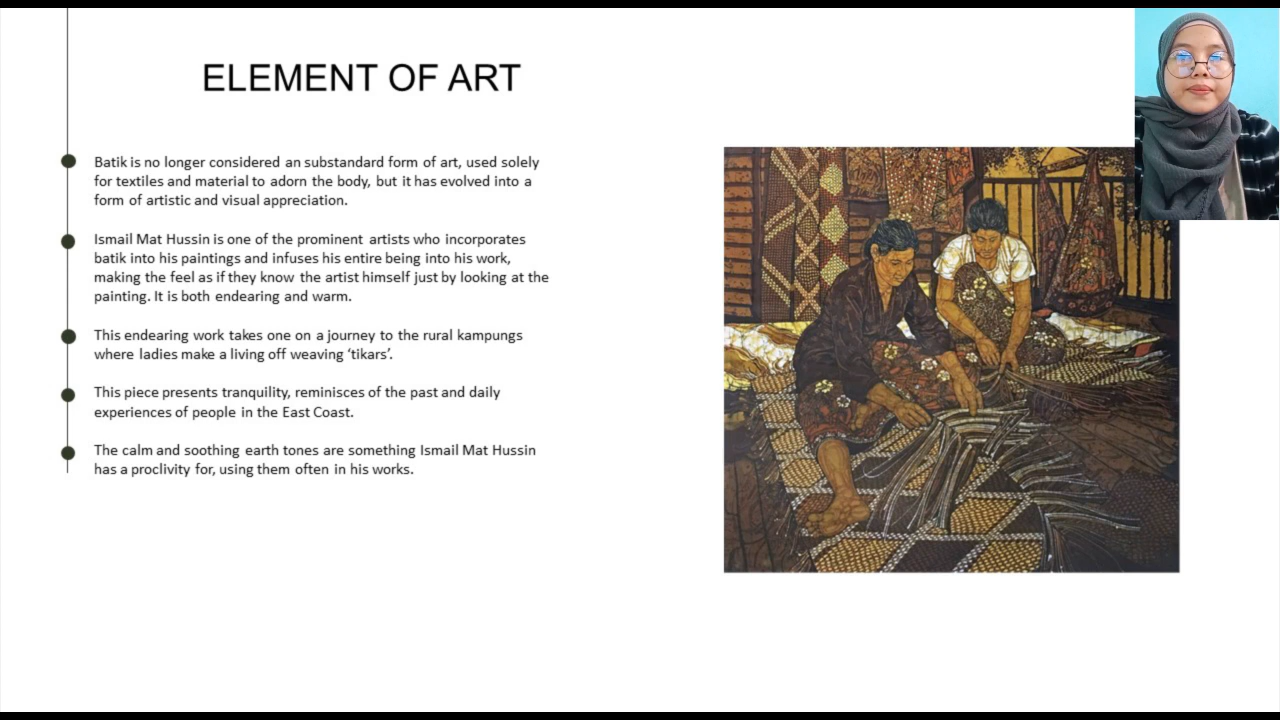 ELEMENT OF ART
Batik is no longer considered an substandard form of art, used solely
for textiles and material to adorn the body, but it has evolved into a
form of artistic and visual appreciation.
Ismail Mat Hussin is one of the prominent artists who incorporates
batik into his paintings and infuses his entire being into his work,
making the feel as if they know the artist himself just by looking at the
painting. It is both endearing and warm.
This endearing work takes one on a journey to the rural kampungs
where ladies make a living off weaving ‘tikars’.
This piece presents tranquility, reminisces of the past and daily
experiences of people in the East Coast.
The calm and soothing earth tones are something Ismail Mat Hussin
has a proclivity for, using them often in his works.